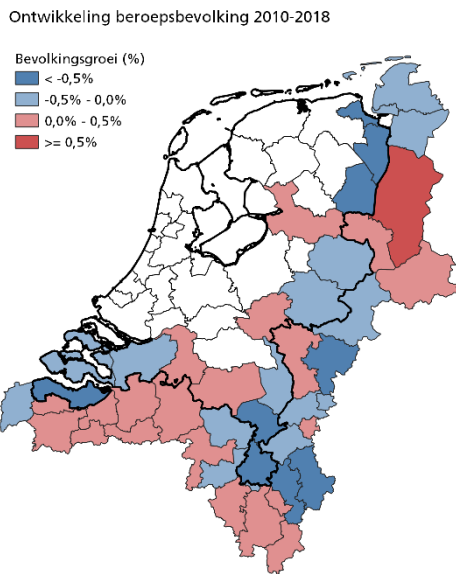 Ontwikkeling beroepsbevolking 2010-2018
Bevolkingsgroei (%)
< -0,5%
-0,5% - 0,0%
0,0% - 0,5%
>= 0,5%